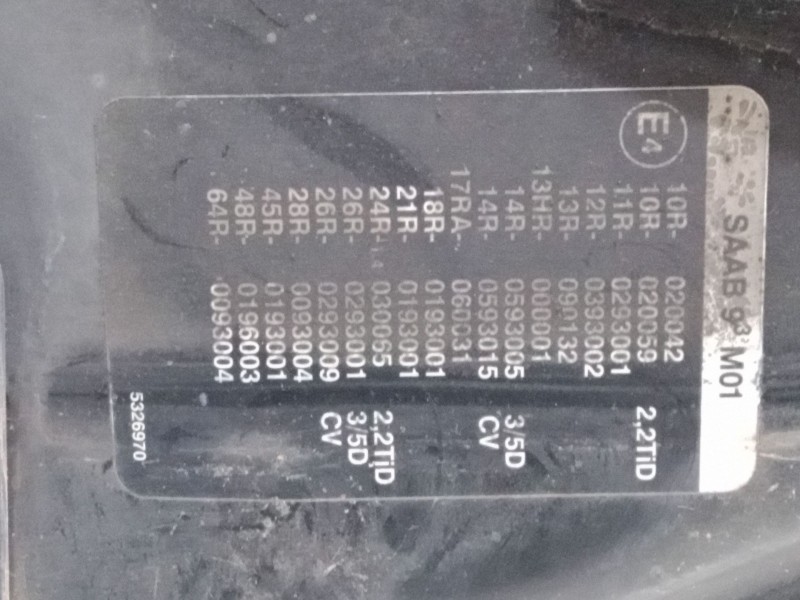 SAAB 9³ M01
E4
10R- 020042
10R- 020059 2,2TiD
11R- 0293001
12R- 0393002
13R- 090132
13HR- 000001
14R- 0593005 3/5D
14R- 0593015 CV
17RA- 060031
18R- 0193001
21R- 0193001
24R- 030065 2,2TiD
26R- 0293001 3/5D
26R- 0293009 CV
28R- 0093004
45R- 0193001
48R- 0196003
64R- 0093004
5326970